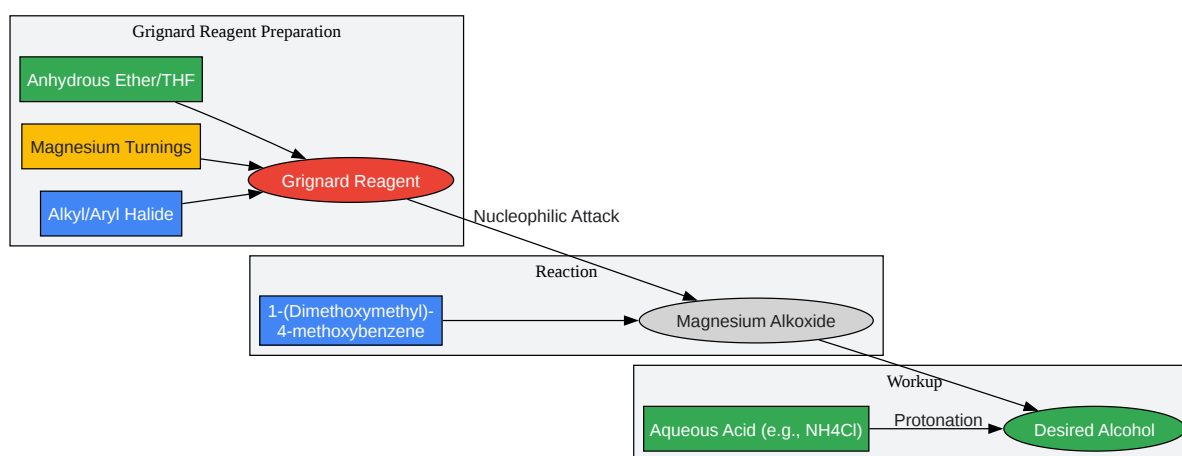 Grignard Reagent Preparation
Anhydrous Ether/THF
Magnesium Turnings
Grignard Reagent
Alkyl/Aryl Halide
Nucleophilic Attack
Reaction
1-(Dimethoxymethyl)-
4-methoxybenzene
Magnesium Alkoxide
Workup
Aqueous Acid (e.g., NH4Cl)
Protonation
Desired Alcohol